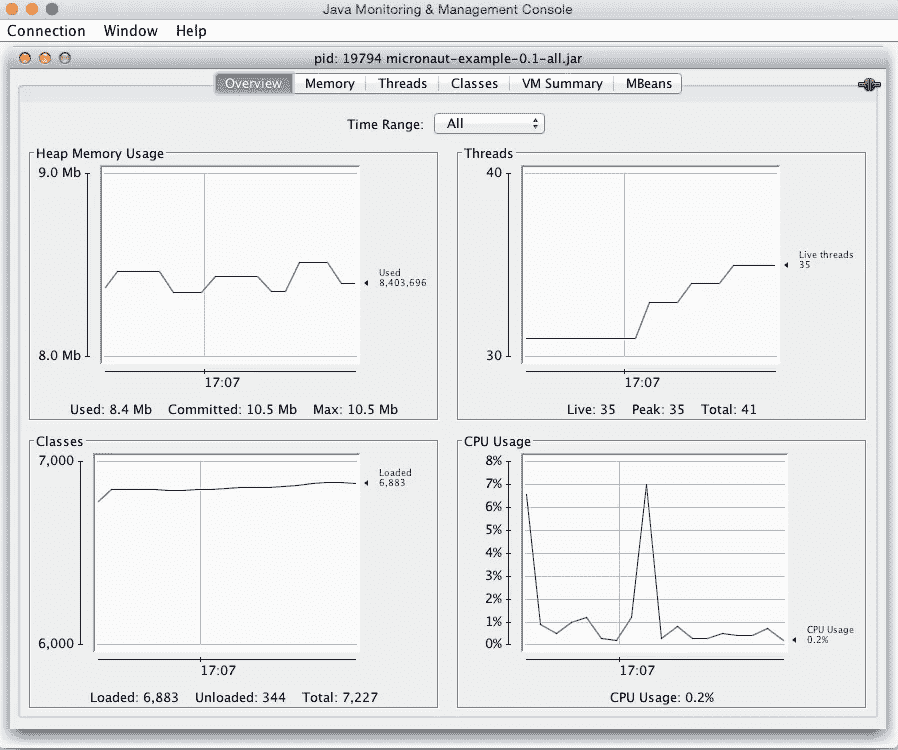 Java Monitoring & Management Console
Connection Window Help
pid: 19794 micronaut-example-0.1-all.jar
Overview Memory Threads Classes VM Summary MBeans
Time Range: All
Heap Memory Usage
9.0 Mb
8.0 Mb
Used
8,403,696
17:07
Used: 8.4 Mb Committed: 10.5 Mb Max: 10.5 Mb
Threads
40
30
Live threads
35
17:07
Live: 35 Peak: 35 Total: 41
Classes
7,000
6,000
Loaded
6,883
17:07
Loaded: 6,883 Unloaded: 344 Total: 7,227
CPU Usage
8%
7%
6%
5%
4%
3%
2%
1%
0%
CPU Usage
0.2%
17:07
CPU Usage: 0.2%